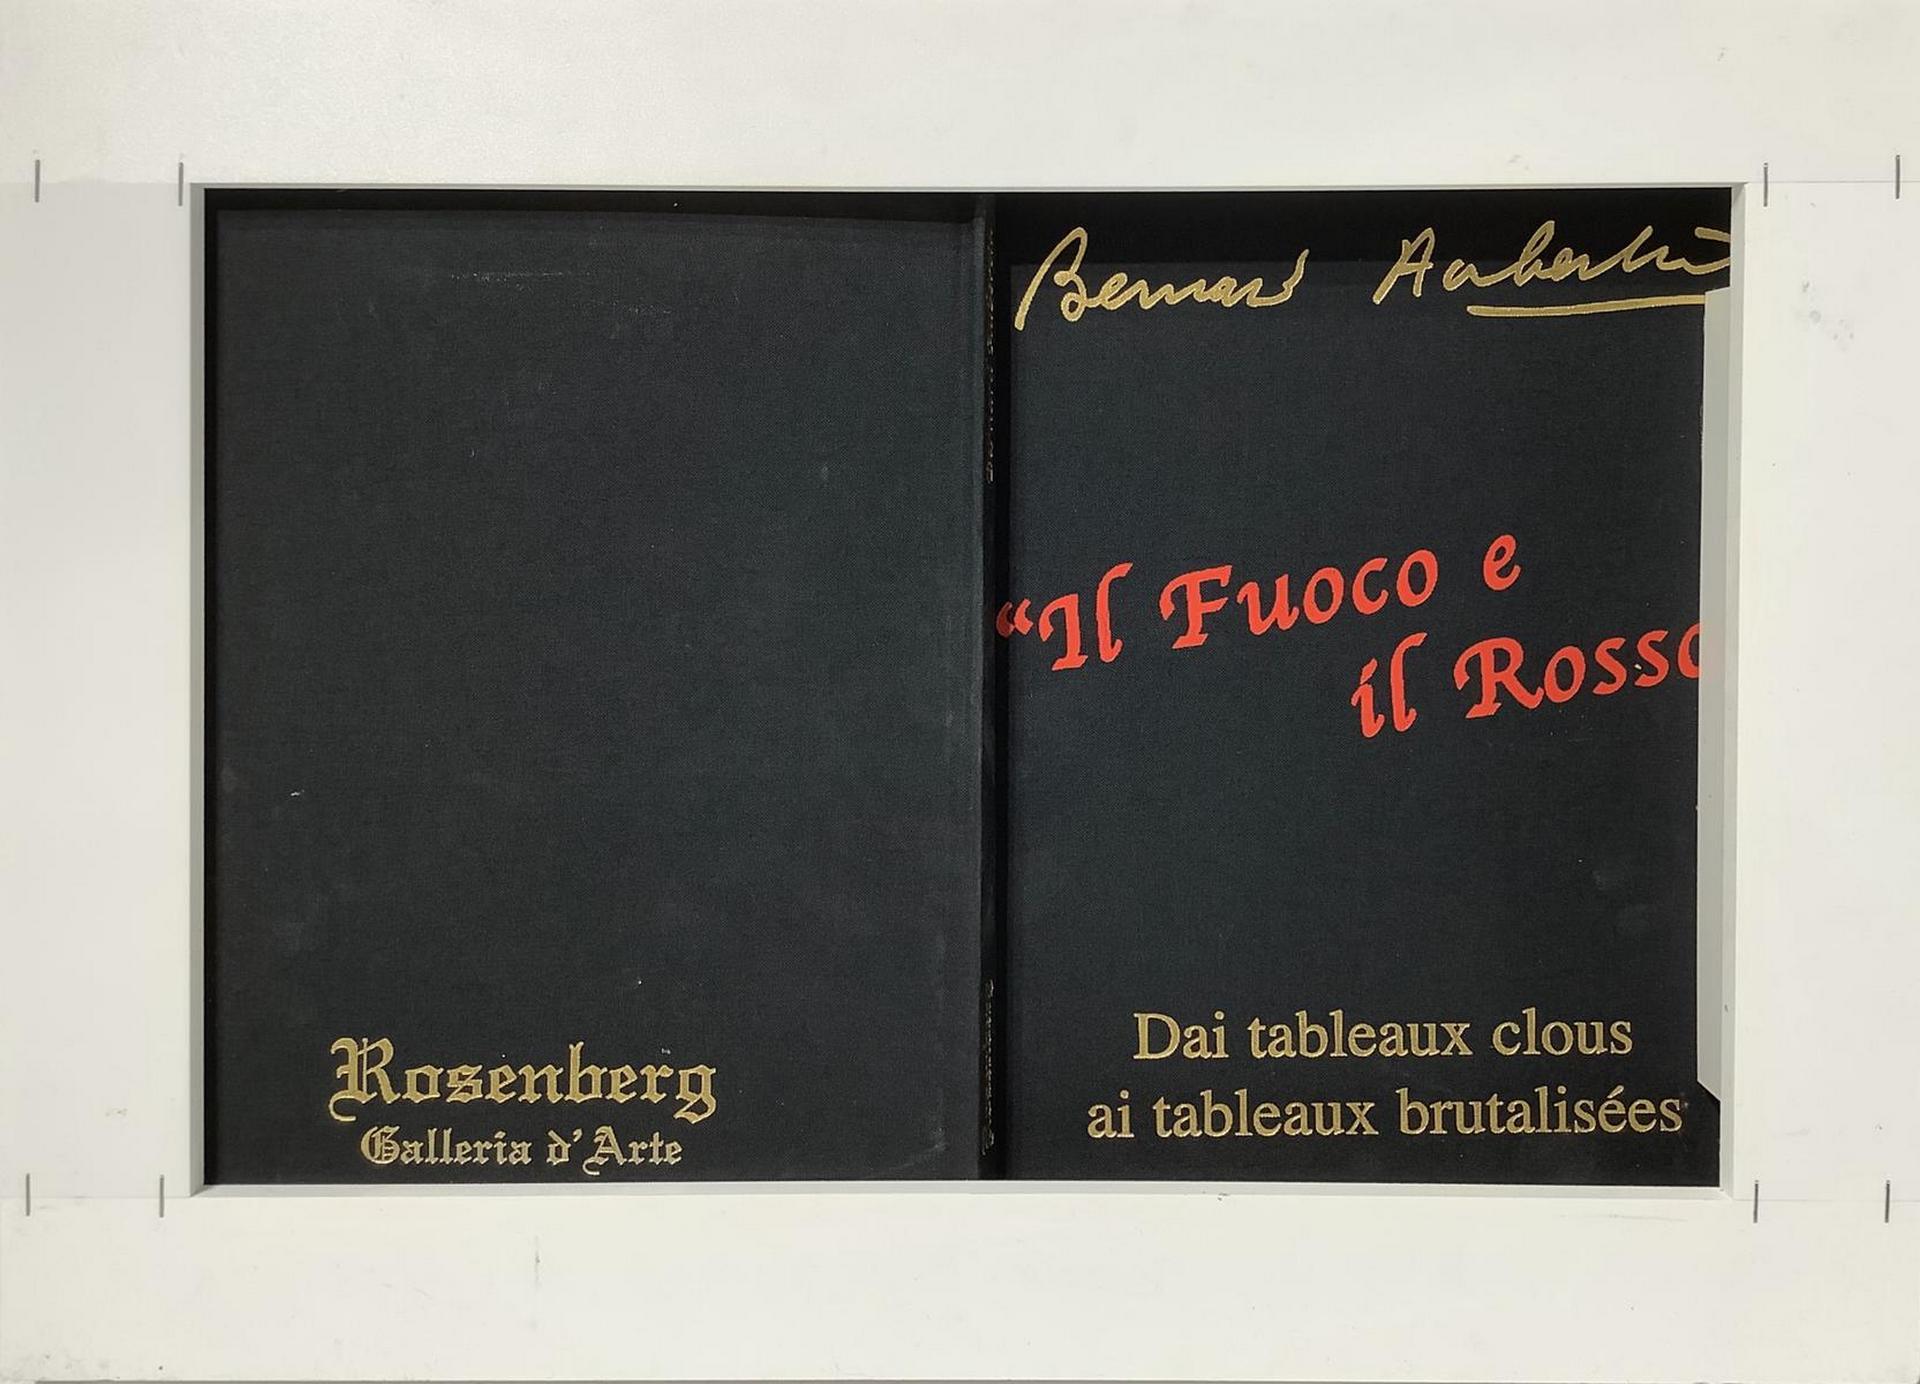 Rosenberg
Galleria d'Arte
Bernard Aubertin
“Il Fuoco e
il Rosso
Dai tableaux clous
ai tableaux brutalisées